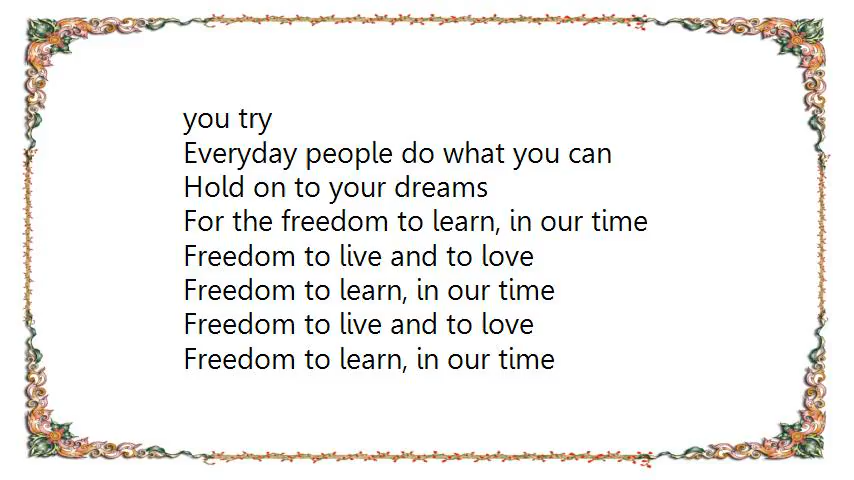 you try
Everyday people do what you can
Hold on to your dreams
For the freedom to learn, in our time
Freedom to live and to love
Freedom to learn, in our time
Freedom to live and to love
Freedom to learn, in our time